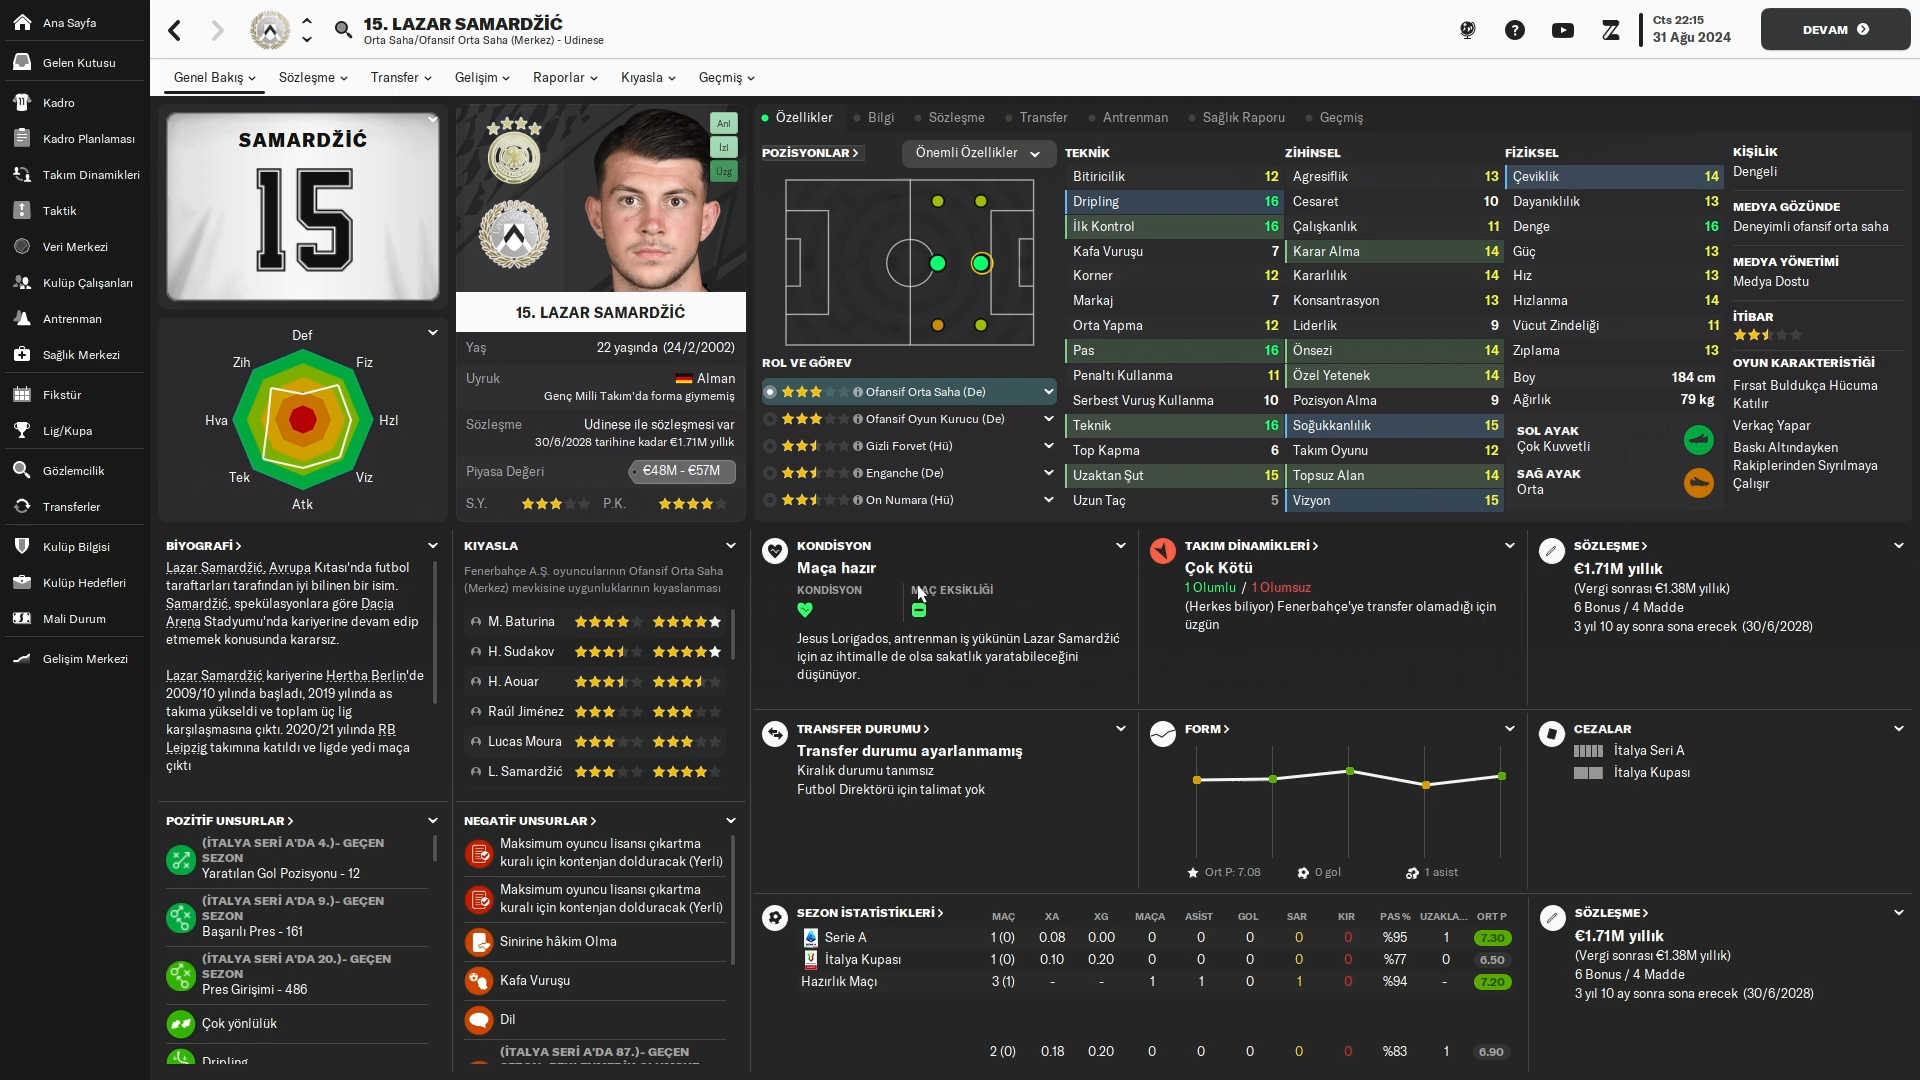 Ana Sayfa
Gelen Kutusu
Kadro
Kadro Planlaması
Takım Dinamikleri
Taktik
Veri Merkezi
Kulüp Çalışanları
Antrenman
Sağlık Merkezi
Fikstür
Lig/Kupa
Gözlemcilik
Transferler
Kulüp Bilgisi
Kulüp Hedefleri
Mali Durum
Gelişim Merkezi
15. LAZAR SAMARDŽİĆ
Orta Saha/Ofansif Orta Saha (Merkez) - Udinese
Cts 22:15
31 Ağu 2024
DEVAM
Genel Bakış
Sözleşme
Transfer
Gelişim
Raporlar
Kıyasla
Geçmiş
SAMARDŽİĆ
15
Def
Fiz
Hzl
Viz
Atk
Tek
Hva
Zih
Anl
İzl
Üzg
15. LAZAR SAMARDŽİĆ
Yaş 22 yaşında (24/2/2002)
Uyruk Alman
Genç Milli Takım'da forma giymemiş
Sözleşme Udinese ile sözleşmesi var
30/6/2028 tarihine kadar €1.71M yıllık
Piyasa Değeri €48M - €57M
S.Y. P.K.
Özellikler
Bilgi
Sözleşme
Transfer
Antrenman
Sağlık Raporu
Geçmiş
POZİSYONLAR
Önemli Özellikler
ROL VE GÖREV
Ofansif Orta Saha (De)
Ofansif Oyun Kurucu (De)
Gizli Forvet (Hü)
Enganche (De)
On Numara (Hü)
TEKNİK
Bitiricilik 12
Dripling 16
İlk Kontrol 16
Kafa Vuruşu 7
Korner 12
Markaj 7
Orta Yapma 12
Pas 16
Penaltı Kullanma 11
Serbest Vuruş Kullanma 10
Teknik 16
Top Kapma 6
Uzaktan Şut 15
Uzun Taç 5
ZİHİNSEL
Agresiflik 13
Cesaret 10
Çalışkanlık 11
Karar Alma 14
Kararlılık 14
Konsantrasyon 13
Liderlik 9
Önsezi 14
Özel Yetenek 14
Pozisyon Alma 9
Soğukkanlılık 15
Takım Oyunu 12
Topsuz Alan 14
Vizyon 15
FİZİKSEL
Çeviklik 14
Dayanıklılık 13
Denge 16
Güç 13
Hız 13
Hızlanma 14
Vücut Zindeliği 11
Zıplama 13
Boy 184 cm
Ağırlık 79 kg
SOL AYAK
Çok Kuvvetli
SAĞ AYAK
Orta
KİŞİLİK
Dengeli
MEDYA GÖZÜNDE
Deneyimli ofansif orta saha
MEDYA YÖNETİMİ
Medya Dostu
İTİBAR
OYUN KARAKTERİSTİĞİ
Fırsat Buldukça Hücuma
Katılır
Verkaç Yapar
Baskı Altındayken
Rakiplerinden Sıyrılmaya
Çalışır
BİYOGRAFİ
Lazar Samardžić, Avrupa Kıtası'nda futbol
taraftarları tarafından iyi bilinen bir isim.
Samardžić, spekülasyonlara göre Dacia
Arena Stadyumu'nda kariyerine devam edip
etmemek konusunda kararsız.
Lazar Samardžić kariyerine Hertha Berlin'de
2009/10 yılında başladı, 2019 yılında as
takıma yükseldi ve toplam üç lig
karşılaşmasına çıktı. 2020/21 yılında RB
Leipzig takımına katıldı ve ligde yedi maça
çıktı
KIYASLA
Fenerbahçe A.Ş. oyuncularının Ofansif Orta Saha
(Merkez) mevkisine uygunluklarının kıyaslanması
M. Baturina
H. Sudakov
H. Aouar
Raúl Jiménez
Lucas Moura
L. Samardžić
KONDİSYON
Maça hazır
KONDİSYON
MAÇ EKSİKLİĞİ
Jesus Lorigados, antrenman iş yükünün Lazar Samardžić
için az ihtimalle de olsa sakatlık yaratabileceğini
düşünüyor.
TAKIM DİNAMİKLERİ
Çok Kötü
1 Olumlu / 1 Olumsuz
(Herkes biliyor) Fenerbahçe'ye transfer olamadığı için
üzgün
SÖZLEŞME
€1.71M yıllık
(Vergi sonrası €1.38M yıllık)
6 Bonus / 4 Madde
3 yıl 10 ay sonra sona erecek (30/6/2028)
TRANSFER DURUMU
Transfer durumu ayarlanmamış
Kiralık durumu tanımsız
Futbol Direktörü için talimat yok
FORM
Ort P: 7.08
0 gol
1 asist
CEZALAR
İtalya Seri A
İtalya Kupası
POZİTİF UNSURLAR
(İTALYA SERİ A'DA 4.)- GEÇEN
SEZON
Yaratılan Gol Pozisyonu - 12
(İTALYA SERİ A'DA 9.)- GEÇEN
SEZON
Başarılı Pres - 161
(İTALYA SERİ A'DA 20.)- GEÇEN
SEZON
Pres Girişimi - 486
Çok yönlülük
Dripling
NEGATİF UNSURLAR
Maksimum oyuncu lisansı çıkartma
kuralı için kontenjan dolduracak (Yerli)
Maksimum oyuncu lisansı çıkartma
kuralı için kontenjan dolduracak (Yerli)
Sinirine hâkim Olma
Kafa Vuruşu
Dil
(İTALYA SERİ A'DA 87.)- GEÇEN
SEZON İSTATİSTİKLERİ MAÇ XA XG MAÇA ASİST GOL SAR KIR PAS % UZAKLA... ORT P
Serie A 1 (0) 0.08 0.00 0 0 0 0 0 %95 1 7.30
İtalya Kupası 1 (0) 0.10 0.20 0 0 0 0 0 %77 0 6.50
Hazırlık Maçı 3 (1) - - 1 1 0 1 0 %94 - 7.20
2 (0) 0.18 0.20 0 0 0 0 0 %83 1 6.90
SÖZLEŞME
€1.71M yıllık
(Vergi sonrası €1.38M yıllık)
6 Bonus / 4 Madde
3 yıl 10 ay sonra sona erecek (30/6/2028)